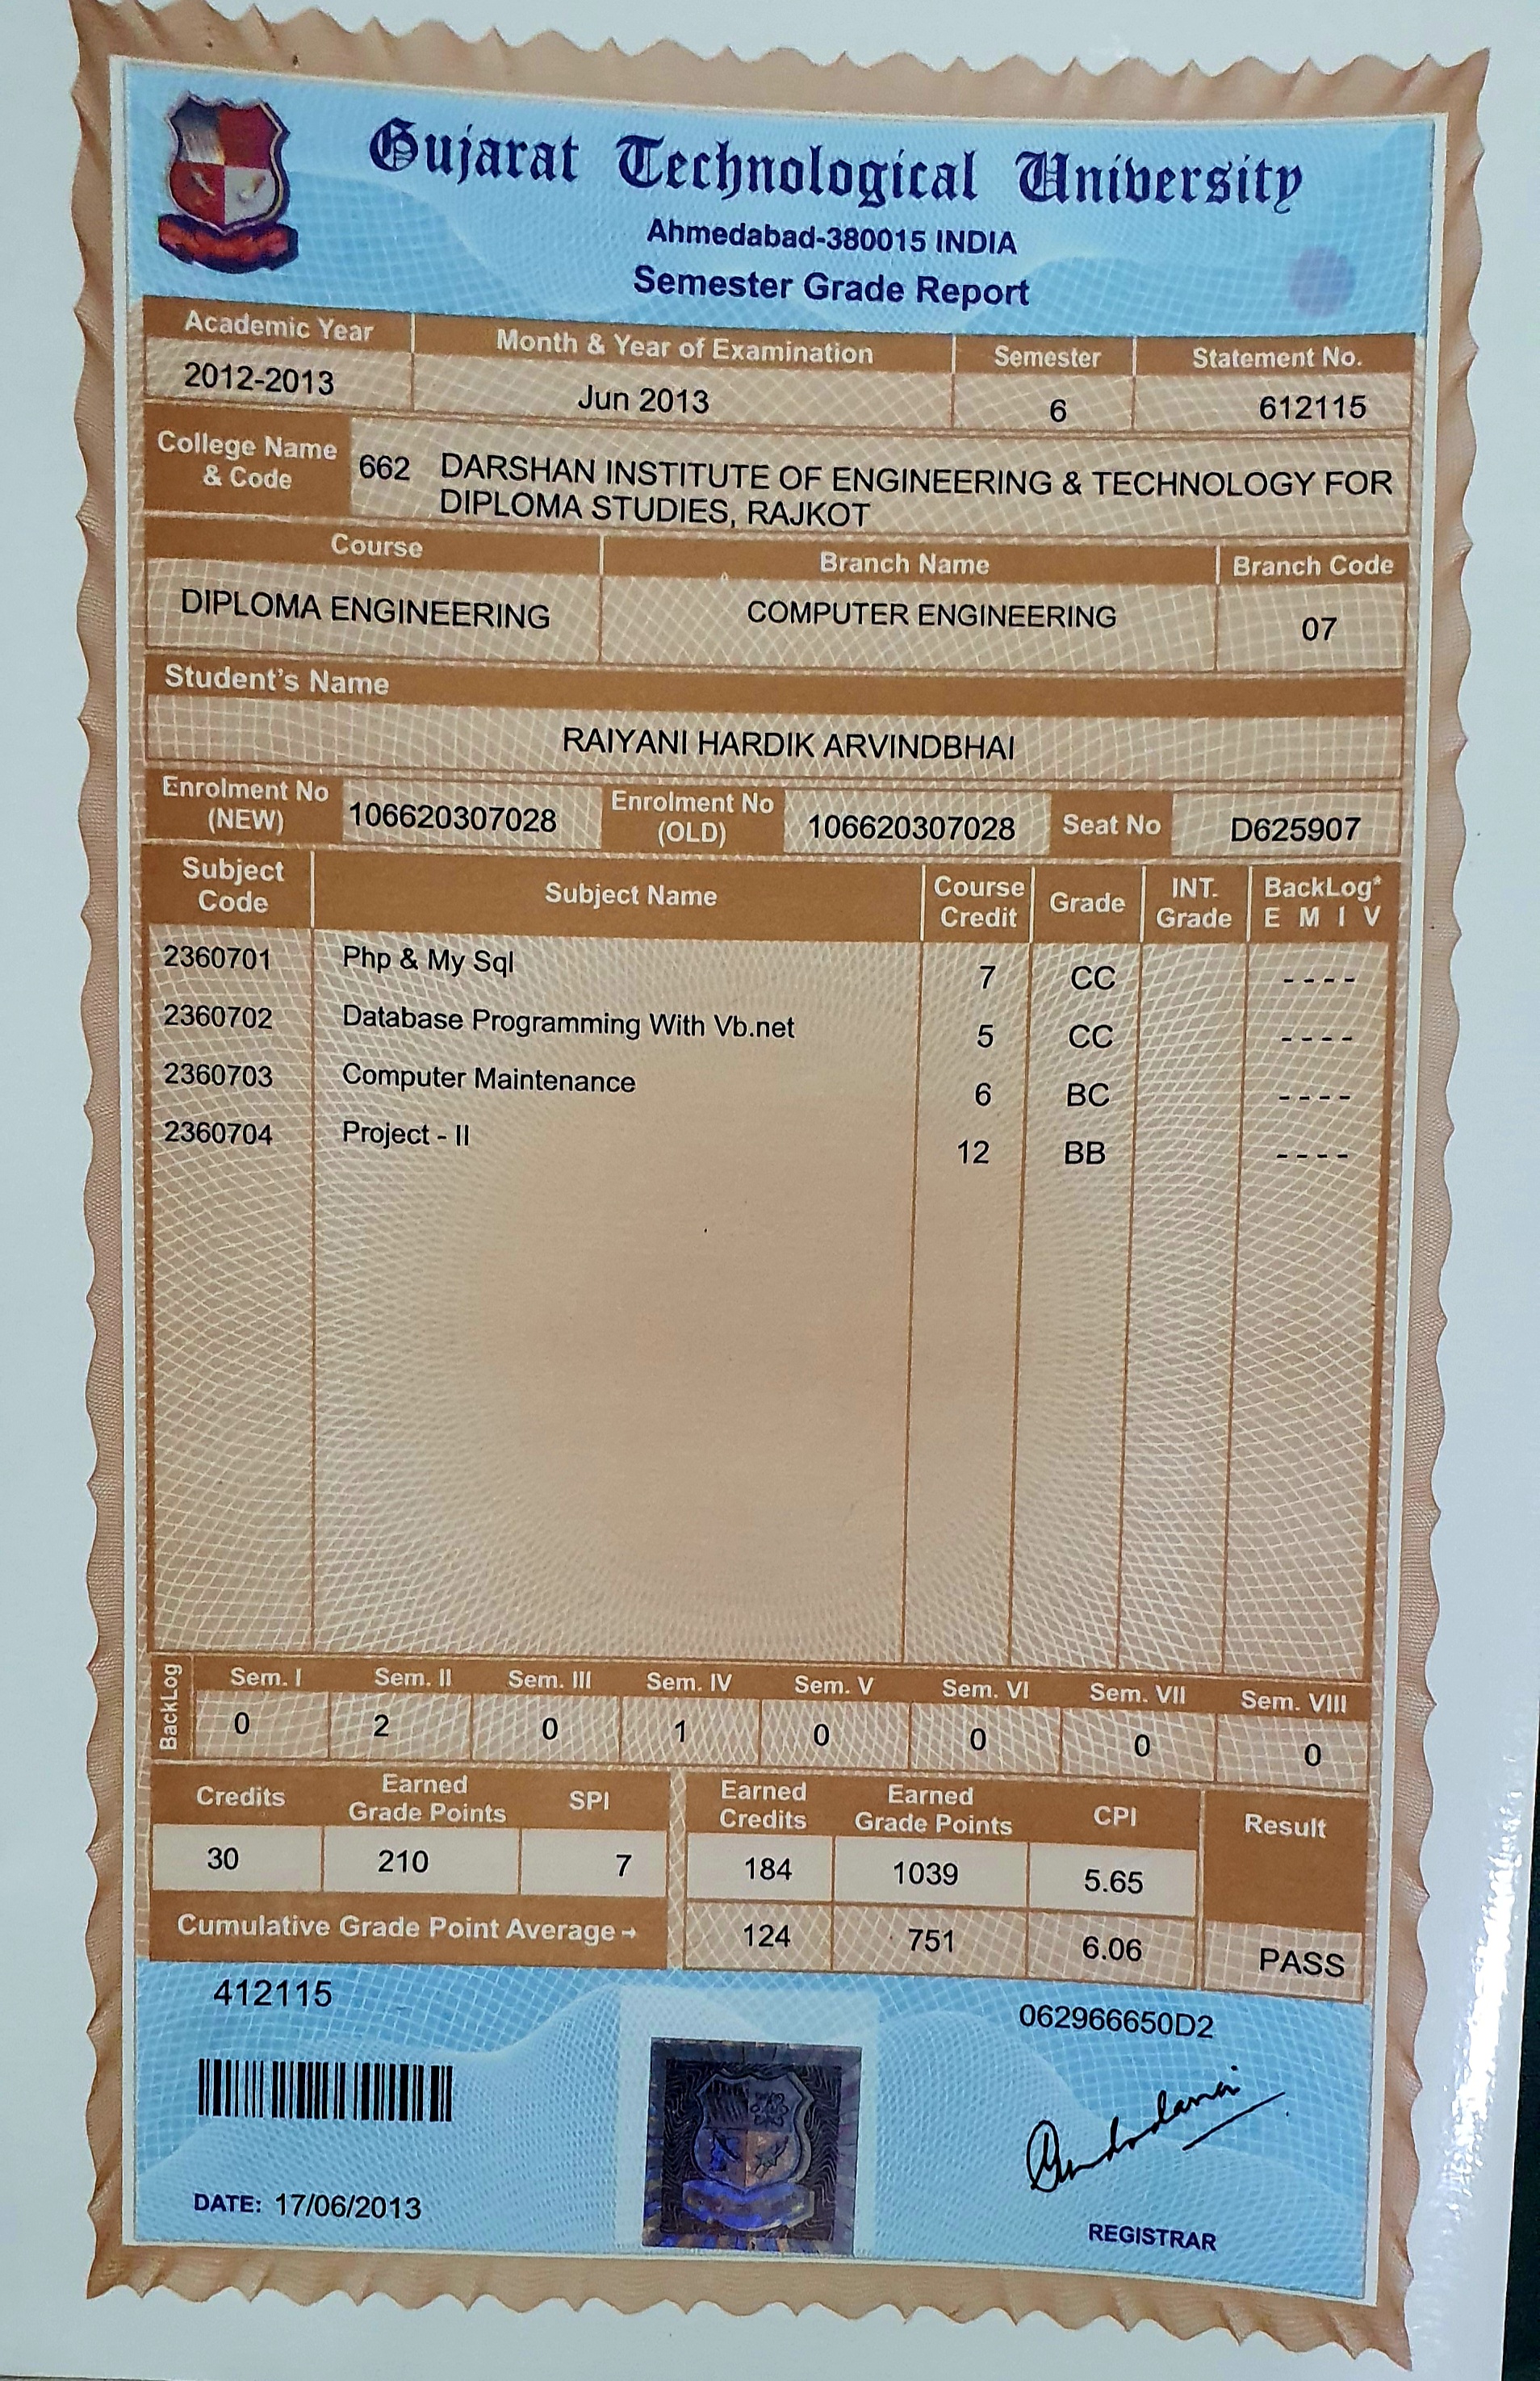 Gujarat Technological University
Ahmedabad-380015 INDIA
Semester Grade Report
Academic Year Month & Year of Examination Semester Statement No.
2012-2013 Jun 2013 6 612115
College Name & Code 662 DARSHAN INSTITUTE OF ENGINEERING & TECHNOLOGY FOR
DIPLOMA STUDIES, RAJKOT
Course Branch Name Branch Code
DIPLOMA ENGINEERING COMPUTER ENGINEERING 07
Student's Name
RAIYANI HARDIK ARVINDBHAI
Enrolment No (NEW) 106620307028 Enrolment No (OLD) 106620307028 Seat No D625907
Subject Code Subject Name Course Credit Grade INT. Grade BackLog* E M I V
2360701 Php & My Sql 7 CC - - - -
2360702 Database Programming With Vb.net 5 CC - - - -
2360703 Computer Maintenance 6 BC - - - -
2360704 Project - II 12 BB - - - -
BackLog Sem. I Sem. II Sem. III Sem. IV Sem. V Sem. VI Sem. VII Sem. VIII
0 2 0 1 0 0 0 0
Credits Earned Grade Points SPI Earned Credits Earned Grade Points CPI Result
30 210 7 184 1039 5.65
Cumulative Grade Point Average→ 124 751 6.06 PASS
412115 062966650D2
DATE: 17/06/2013
REGISTRAR